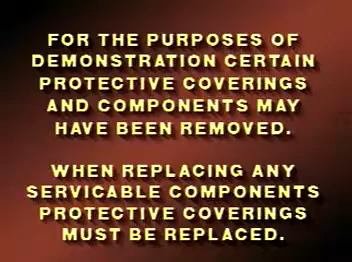 FOR THE PURPOSES OF
DEMONSTRATION CERTAIN
PROTECTIVE COVERINGS
AND COMPONENTS MAY
HAVE BEEN REMOVED.
WHEN REPLACING ANY
SERVICABLE COMPONENTS
PROTECTIVE COVERINGS
MUST BE REPLACED.